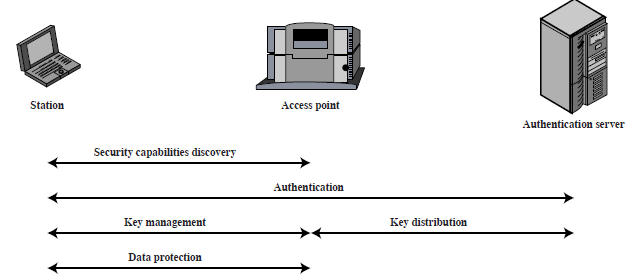 Station
Access point
Authentication server
Security capabilities discovery
Authentication
Key management
Key distribution
Data protection